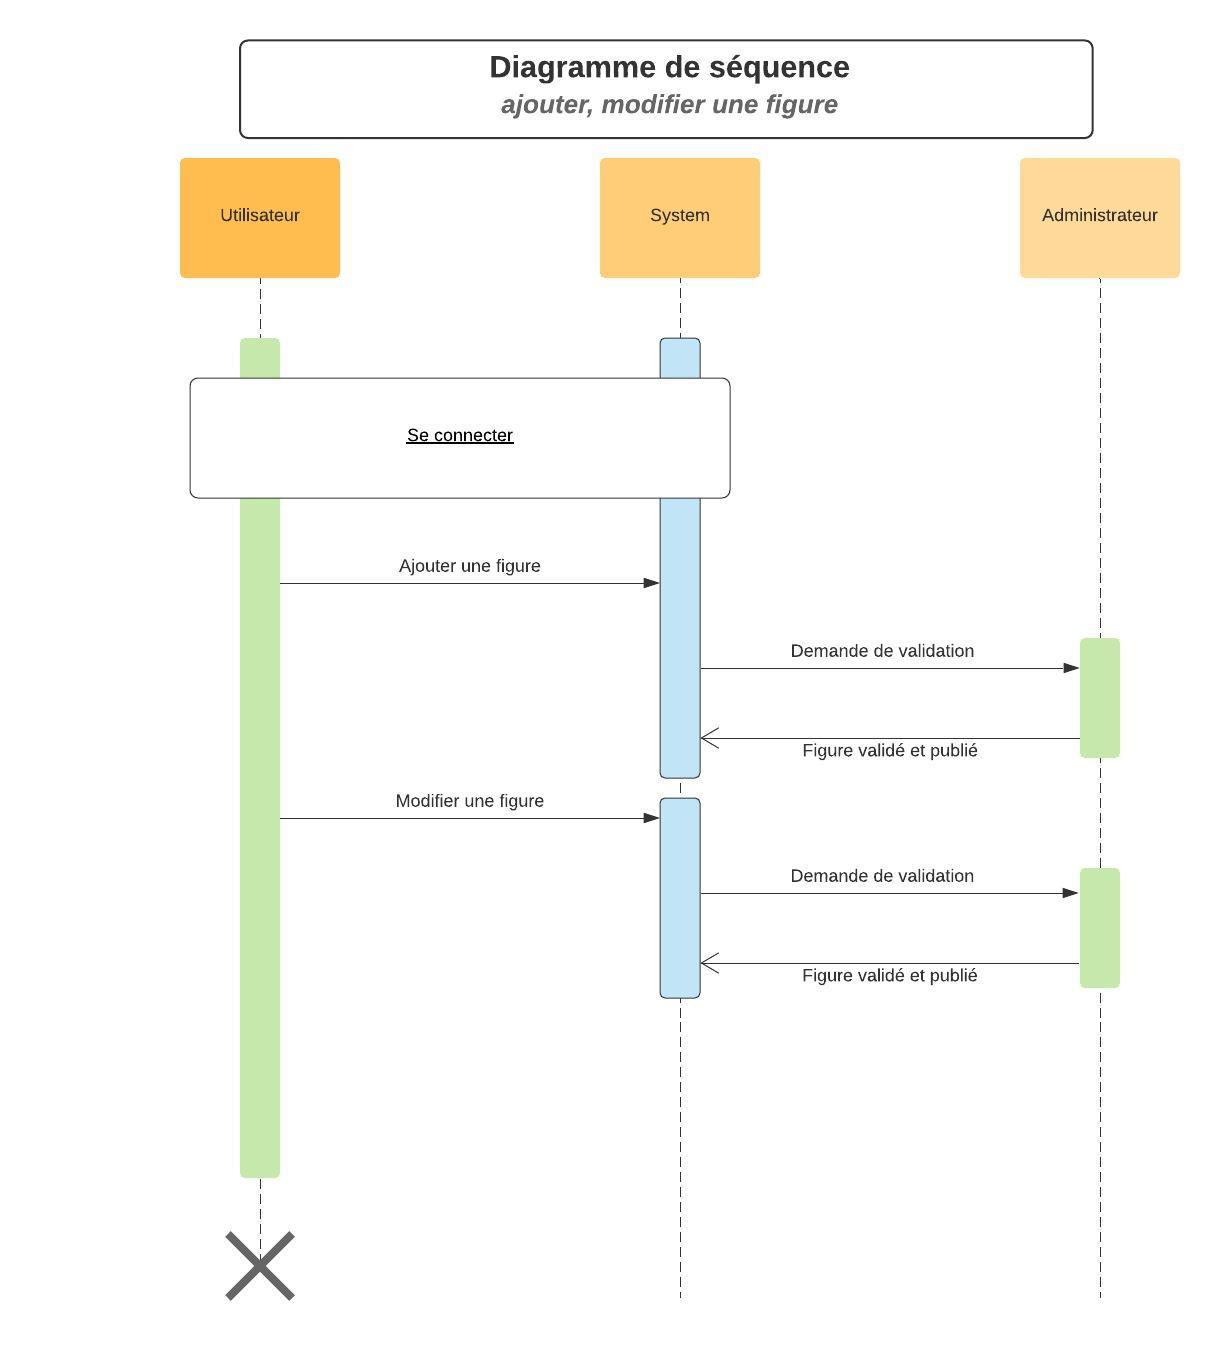 Diagramme de séquence
ajouter, modifier une figure
Utilisateur
System
Administrateur
Se connecter
Ajouter une figure
Demande de validation
Figure validé et publié
Modifier une figure
Demande de validation
Figure validé et publié